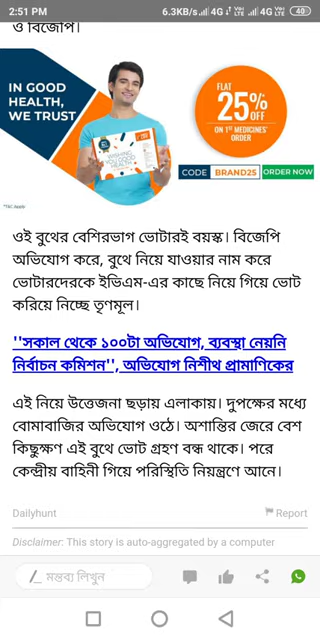 2:51 PM
6.3KB/s 4G VoLTE 4G VoLTE 40
ও বিজেপি।
IN GOOD
HEALTH,
WE TRUST
FLAT
25%
OFF
ON 1ST MEDICINES'
ORDER
CODE BRAND25 ORDER NOW
*T&C Apply
ওই বুথের বেশিরভাগ ভোটারই বয়স্ক। বিজেপি
অভিযোগ করে, বুথে নিয়ে যাওয়ার নাম করে
ভোটারদেরকে ইভিএম-এর কাছে নিয়ে গিয়ে ভোট
করিয়ে নিচ্ছে তৃণমূল।
''সকাল থেকে ১০০টা অভিযোগ, ব্যবস্থা নেয়নি
নির্বাচন কমিশন'', অভিযোগ নিশীথ প্রামাণিকের
এই নিয়ে উত্তেজনা ছড়ায় এলাকায়। দুপক্ষের মধ্যে
বোমাবাজির অভিযোগ ওঠে। অশান্তির জেরে বেশ
কিছুক্ষণ এই বুথে ভোট গ্রহণ বন্ধ থাকে। পরে
কেন্দ্রীয় বাহিনী গিয়ে পরিস্থিতি নিয়ন্ত্রণে আনে।
Dailyhunt
Report
Disclaimer: This story is auto-aggregated by a computer
মন্তব্য লিখুন